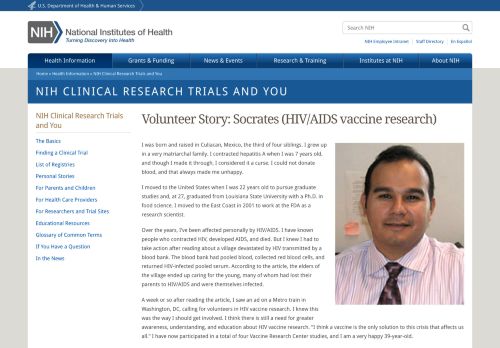 U.S. Department of Health & Human Services
Search NIH
NIH
National Institutes of Health
Turning Discovery Into Health
NIH Employee Intranet
Staff Directory
En Español
Health Information
Grants & Funding
News & Events
Research & Training
Institutes at NIH
About NIH
Home » Health Information » NIH Clinical Research Trials and You
NIH CLINICAL RESEARCH TRIALS AND YOU
NIH Clinical Research Trials
and You
The Basics
Finding a Clinical Trial
List of Registries
Personal Stories
For Parents and Children
For Health Care Providers
For Researchers and Trial Sites
Educational Resources
Glossary of Common Terms
If You Have a Question
In the News
Volunteer Story: Socrates (HIV/AIDS vaccine research)
I was born and raised in Culiacan, Mexico, the third of four siblings. I grew up
in a very matriarchal family. I contracted hepatitis A when I was 7 years old,
and though I made it through, I considered it a curse. I could not donate
blood, and that always made me unhappy.
I moved to the United States when I was 22 years old to pursue graduate
studies and, at 27, graduated from Louisiana State University with a Ph.D. in
food science. I moved to the East Coast in 2001 to work at the FDA as a
research scientist.
Over the years, I've been affected personally by HIV/AIDS. I have known
people who contracted HIV, developed AIDS, and died. But I knew I had to
take action after reading about a village devastated by HIV transmitted by a
blood bank. The blood bank had pooled blood, collected red blood cells, and
returned HIV-infected pooled serum. According to the article, the elders of
the village ended up caring for the young, many of whom had lost their
parents to HIV/AIDS and were themselves infected.
A week or so after reading the article, I saw an ad on a Metro train in
Washington, DC, calling for volunteers in HIV vaccine research. I knew this
was the way I should get involved. I think there is still a need for greater
awareness, understanding, and education about HIV vaccine research. "I think a vaccine is the only solution to this crisis that affects us
all." I have now participated in a total of four Vaccine Research Center studies, and I am a very happy 39-year-old.